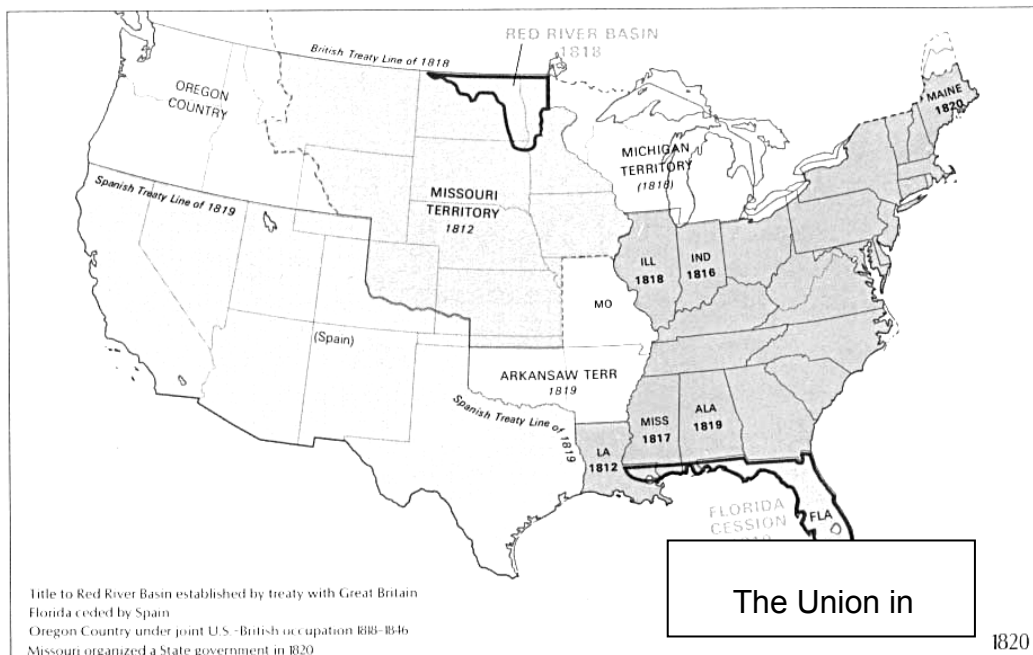 RED RIVER BASIN
1818
British Treaty Line of 1818
OREGON
COUNTRY
MAINE
1820
MICHIGAN
TERRITORY
(1818)
Spanish Treaty Line of 1819
MISSOURI
TERRITORY
1812
ILL
1818
IND
1816
MO
(Spain)
ARKANSAW TERR
1819
Spanish Treaty Line of 1819
MISS
1817
ALA
1819
LA
1812
FLORIDA
CESSION
FLA
The Union in
Title to Red River Basin established by treaty with Great Britain
Florida ceded by Spain
Oregon Country under joint U.S.-British occupation 1818-1846
Missouri organized a State government in 1820
1820